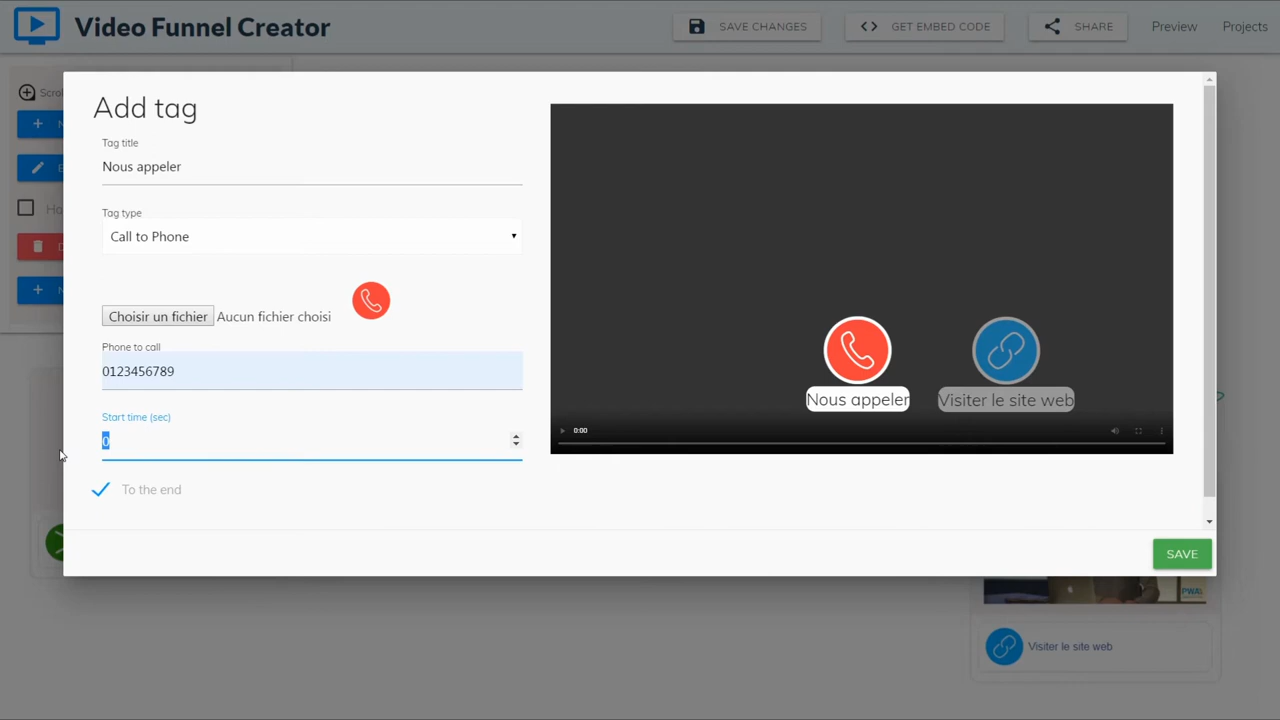 Video Funnel Creator
SAVE CHANGES
GET EMBED CODE
SHARE
Preview
Projects
Add tag
Tag title
Nous appeler
Tag type
Call to Phone
Choisir un fichier
Aucun fichier choisi
Phone to call
0123456789
Start time (sec)
0
To the end
Nous appeler
Visiter le site web
0:00
SAVE
Visiter le site web